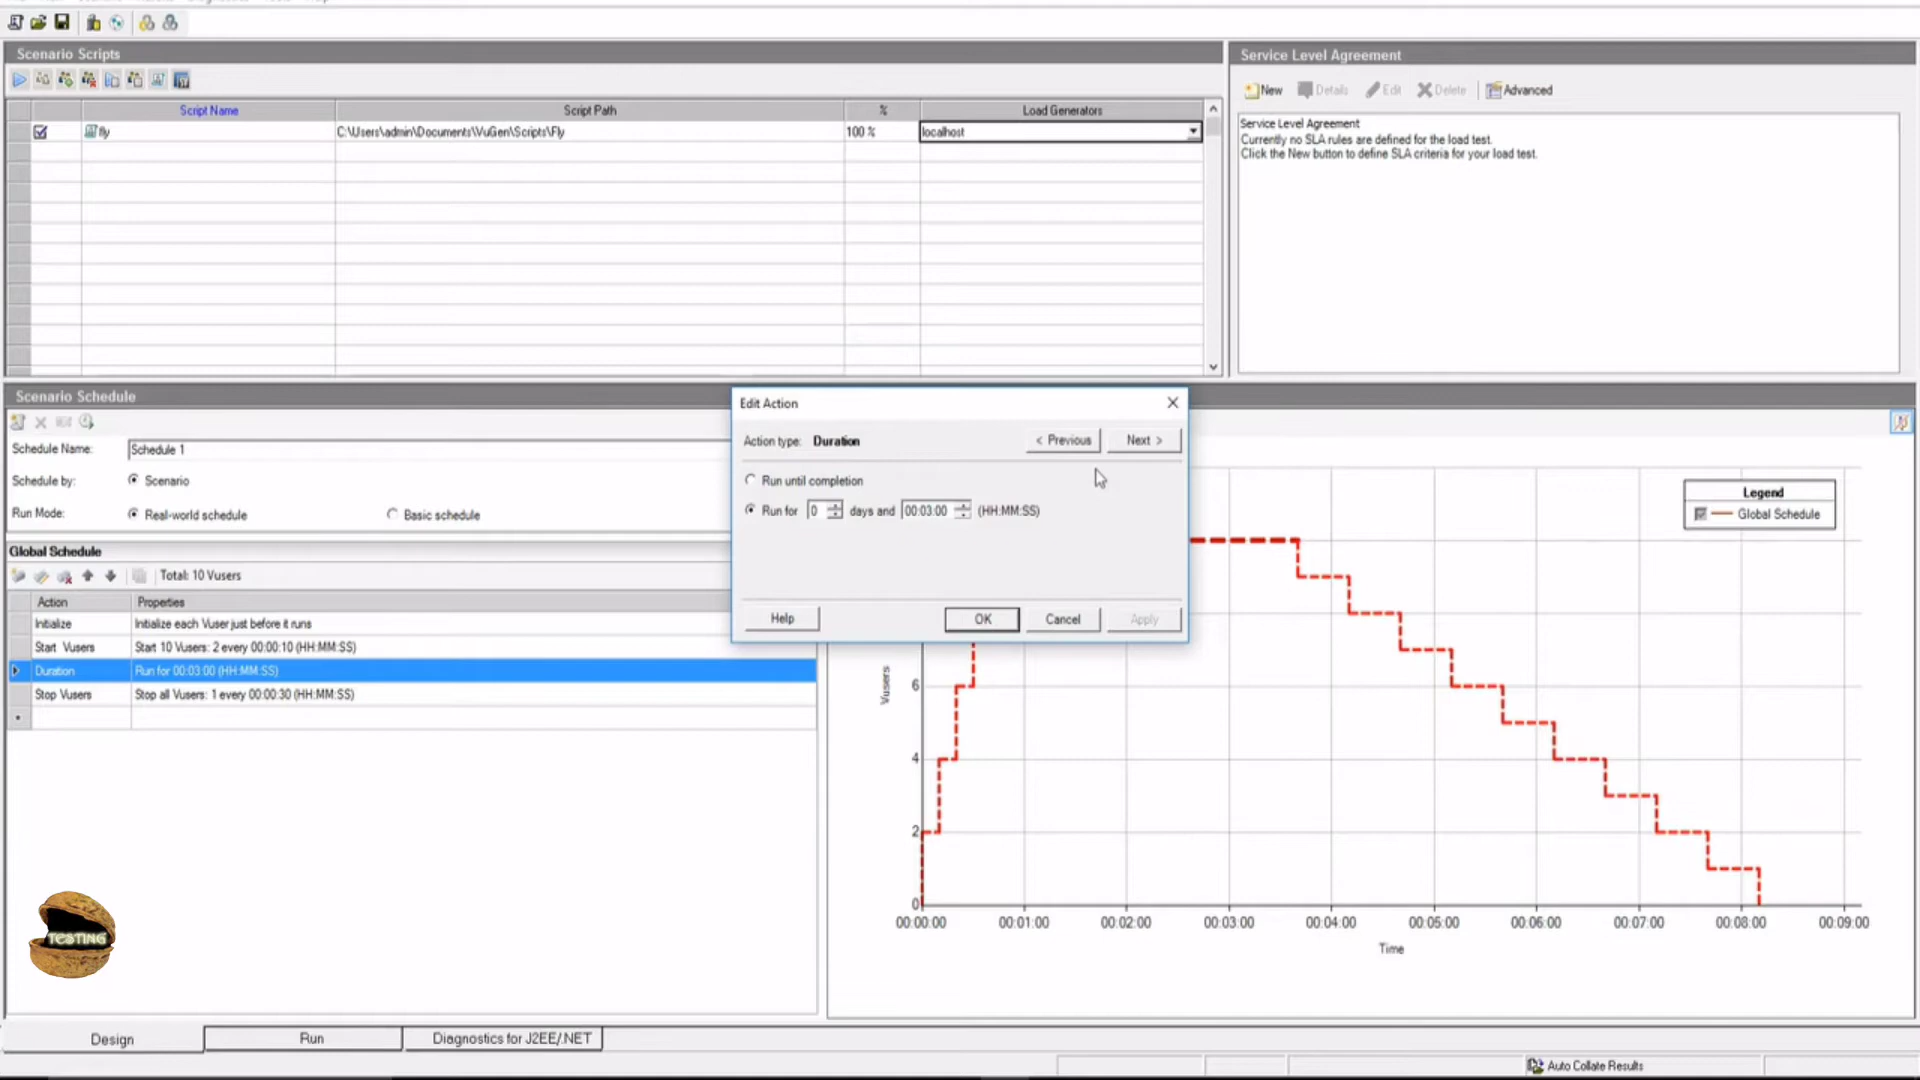 Scenario Scripts
Script Name Script Path % Load Generators
fly C:\Users\admin\Documents\VuGen\Scripts\Fly 100 % localhost
Service Level Agreement
New Details Edit Delete Advanced
Service Level Agreement
Currently no SLA rules are defined for the load test.
Click the New button to define SLA criteria for your load test.
Scenario Schedule
Schedule Name: Schedule 1
Schedule by: Scenario
Run Mode: Real-world schedule Basic schedule
Global Schedule
Total: 10 Vusers
Action Properties
Initialize Initialize each Vuser just before it runs
Start Vusers Start 10 Vusers: 2 every 00:00:10 (HH:MM:SS)
Duration Run for 00:03:00 (HH:MM:SS)
Stop Vusers Stop all Vusers: 1 every 00:00:30 (HH:MM:SS)
Edit Action
Action type: Duration < Previous Next >
Run until completion
Run for 0 days and 00:03:00 (HH:MM:SS)
Help OK Cancel Apply
Legend
Global Schedule
Vusers
6
4
2
0
00:00:00 00:01:00 00:02:00 00:03:00 00:04:00 00:05:00 00:06:00 00:07:00 00:08:00 00:09:00
Time
TESTING
Design Run Diagnostics for J2EE/.NET
Auto Collate Results